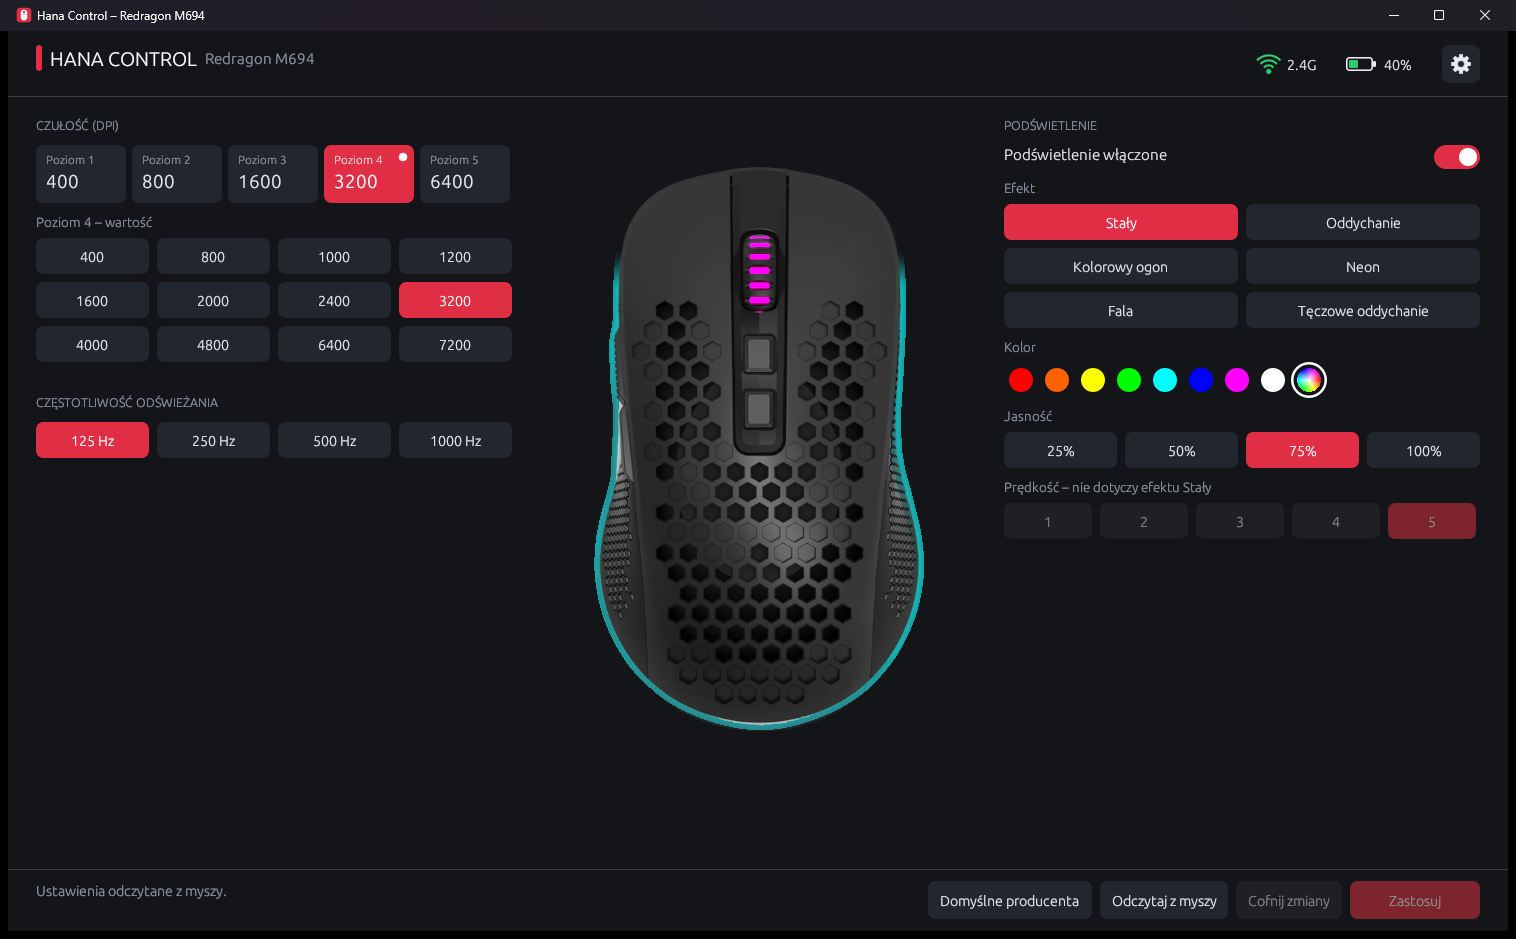 Hana Control – Redragon M694
HANA CONTROL Redragon M694
2.4G 40%
CZUŁOŚĆ (DPI)
Poziom 1 Poziom 2 Poziom 3 Poziom 4 Poziom 5
400 800 1600 3200 6400
Poziom 4 – wartość
400 800 1000 1200
1600 2000 2400 3200
4000 4800 6400 7200
CZĘSTOTLIWOŚĆ ODŚWIEŻANIA
125 Hz 250 Hz 500 Hz 1000 Hz
PODŚWIETLENIE
Podświetlenie włączone
Efekt
Stały Oddychanie
Kolorowy ogon Neon
Fala Tęczowe oddychanie
Kolor
Jasność
25% 50% 75% 100%
Prędkość – nie dotyczy efektu Stały
1 2 3 4 5
Ustawienia odczytane z myszy.
Domyślne producenta Odczytaj z myszy Cofnij zmiany Zastosuj